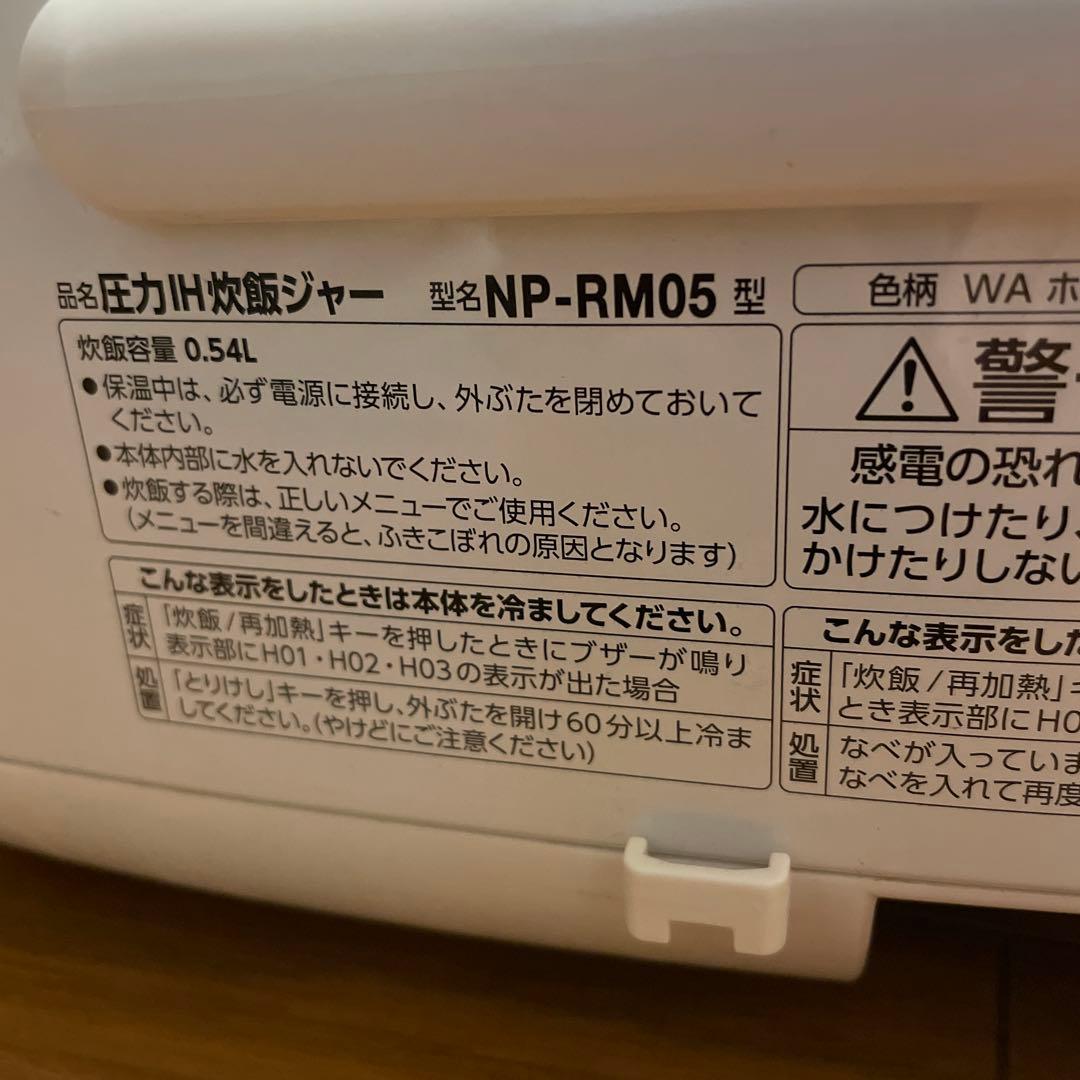 品名 圧力IH炊飯ジャー 型名 NP-RM05 型
炊飯容量 0.54L
●保温中は、必ず電源に接続し、外ぶたを閉めておいて
ください。
●本体内部に水を入れないでください。
●炊飯する際は、正しいメニューでご使用ください。
(メニューを間違えると、ふきこぼれの原因となります)
こんな表示をしたときは本体を冷ましてください。
症状
「炊飯/再加熱」キーを押したときにブザーが鳴り
表示部にH01・H02・H03の表示が出た場合
処置
「とりけし」キーを押し、外ぶたを開け60分以上冷ま
してください。(やけどにご注意ください)
色柄 WA ホ
警
感電の恐れ
水につけたり、
かけたりしない
こんな表示をした
症状
「炊飯/再加熱」キ
とき表示部にH0
処置
なべが入っていま
なべを入れて再度